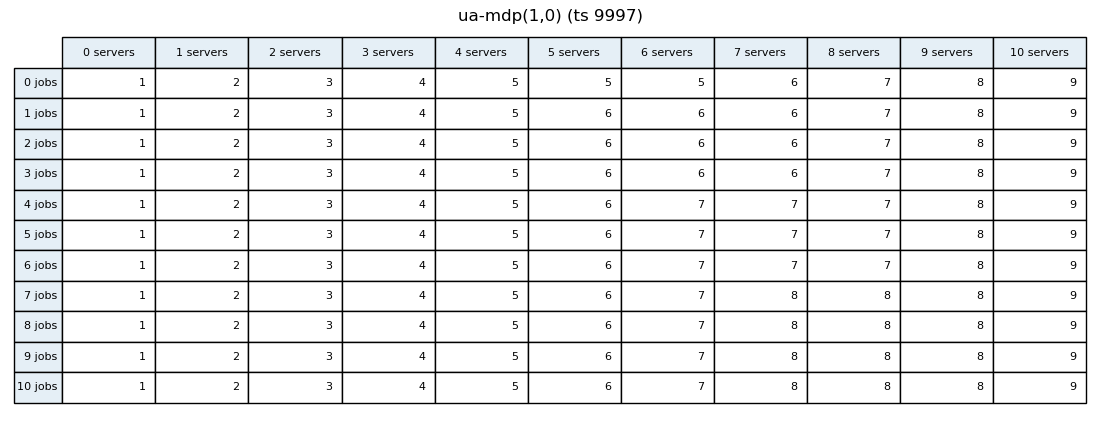 ua-mdp(1,0) (ts 9997)
0 servers 1 servers 2 servers 3 servers 4 servers 5 servers 6 servers 7 servers 8 servers 9 servers 10 servers
0 jobs 1 2 3 4 5 5 5 6 7 8 9
1 jobs 1 2 3 4 5 6 6 6 7 8 9
2 jobs 1 2 3 4 5 6 6 6 7 8 9
3 jobs 1 2 3 4 5 6 6 6 7 8 9
4 jobs 1 2 3 4 5 6 7 7 7 8 9
5 jobs 1 2 3 4 5 6 7 7 7 8 9
6 jobs 1 2 3 4 5 6 7 7 7 8 9
7 jobs 1 2 3 4 5 6 7 8 8 8 9
8 jobs 1 2 3 4 5 6 7 8 8 8 9
9 jobs 1 2 3 4 5 6 7 8 8 8 9
10 jobs 1 2 3 4 5 6 7 8 8 8 9